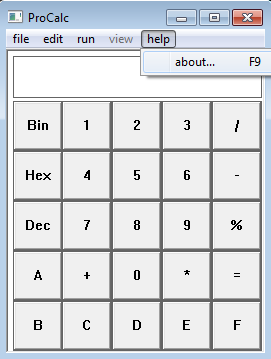 ProCalc
file edit run view help
about... F9
Bin 1 2 3 /
Hex 4 5 6 -
Dec 7 8 9 %
A + 0 * =
B C D E F